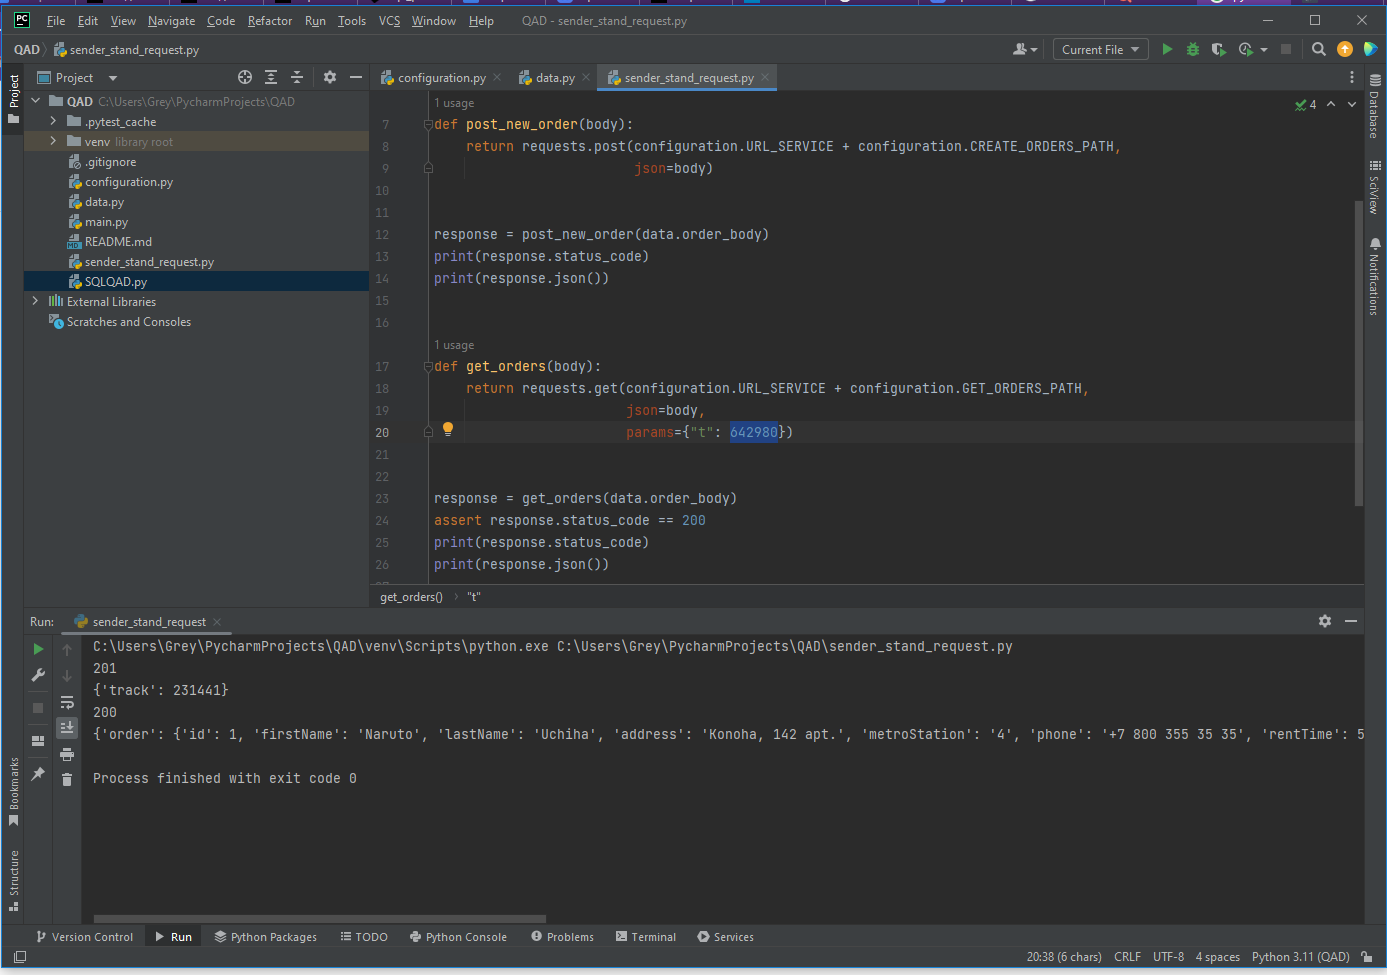 PC File Edit View Navigate Code Refactor Run Tools VCS Window Help QAD - sender_stand_request.py
QAD sender_stand_request.py Current File
Project configuration.py data.py sender_stand_request.py
Project
QAD C:\Users\Grey\PycharmProjects\QAD
.pytest_cache
venv library root
.gitignore
configuration.py
data.py
main.py
README.md
sender_stand_request.py
SQLQAD.py
External Libraries
Scratches and Consoles
1 usage
4
7 def post_new_order(body):
8 return requests.post(configuration.URL_SERVICE + configuration.CREATE_ORDERS_PATH,
9 json=body)
10
11
12 response = post_new_order(data.order_body)
13 print(response.status_code)
14 print(response.json())
15
16
1 usage
17 def get_orders(body):
18 return requests.get(configuration.URL_SERVICE + configuration.GET_ORDERS_PATH,
19 json=body,
20 params={"t": 642980})
21
22
23 response = get_orders(data.order_body)
24 assert response.status_code == 200
25 print(response.status_code)
26 print(response.json())
get_orders() "t"
Database
SciView
Notifications
Run: sender_stand_request
C:\Users\Grey\PycharmProjects\QAD\venv\Scripts\python.exe C:\Users\Grey\PycharmProjects\QAD\sender_stand_request.py
201
{'track': 231441}
200
{'order': {'id': 1, 'firstName': 'Naruto', 'lastName': 'Uchiha', 'address': 'Konoha, 142 apt.', 'metroStation': '4', 'phone': '+7 800 355 35 35', 'rentTime': 5
Process finished with exit code 0
Bookmarks
Structure
Version Control Run Python Packages TODO Python Console Problems Terminal Services
20:38 (6 chars) CRLF UTF-8 4 spaces Python 3.11 (QAD)